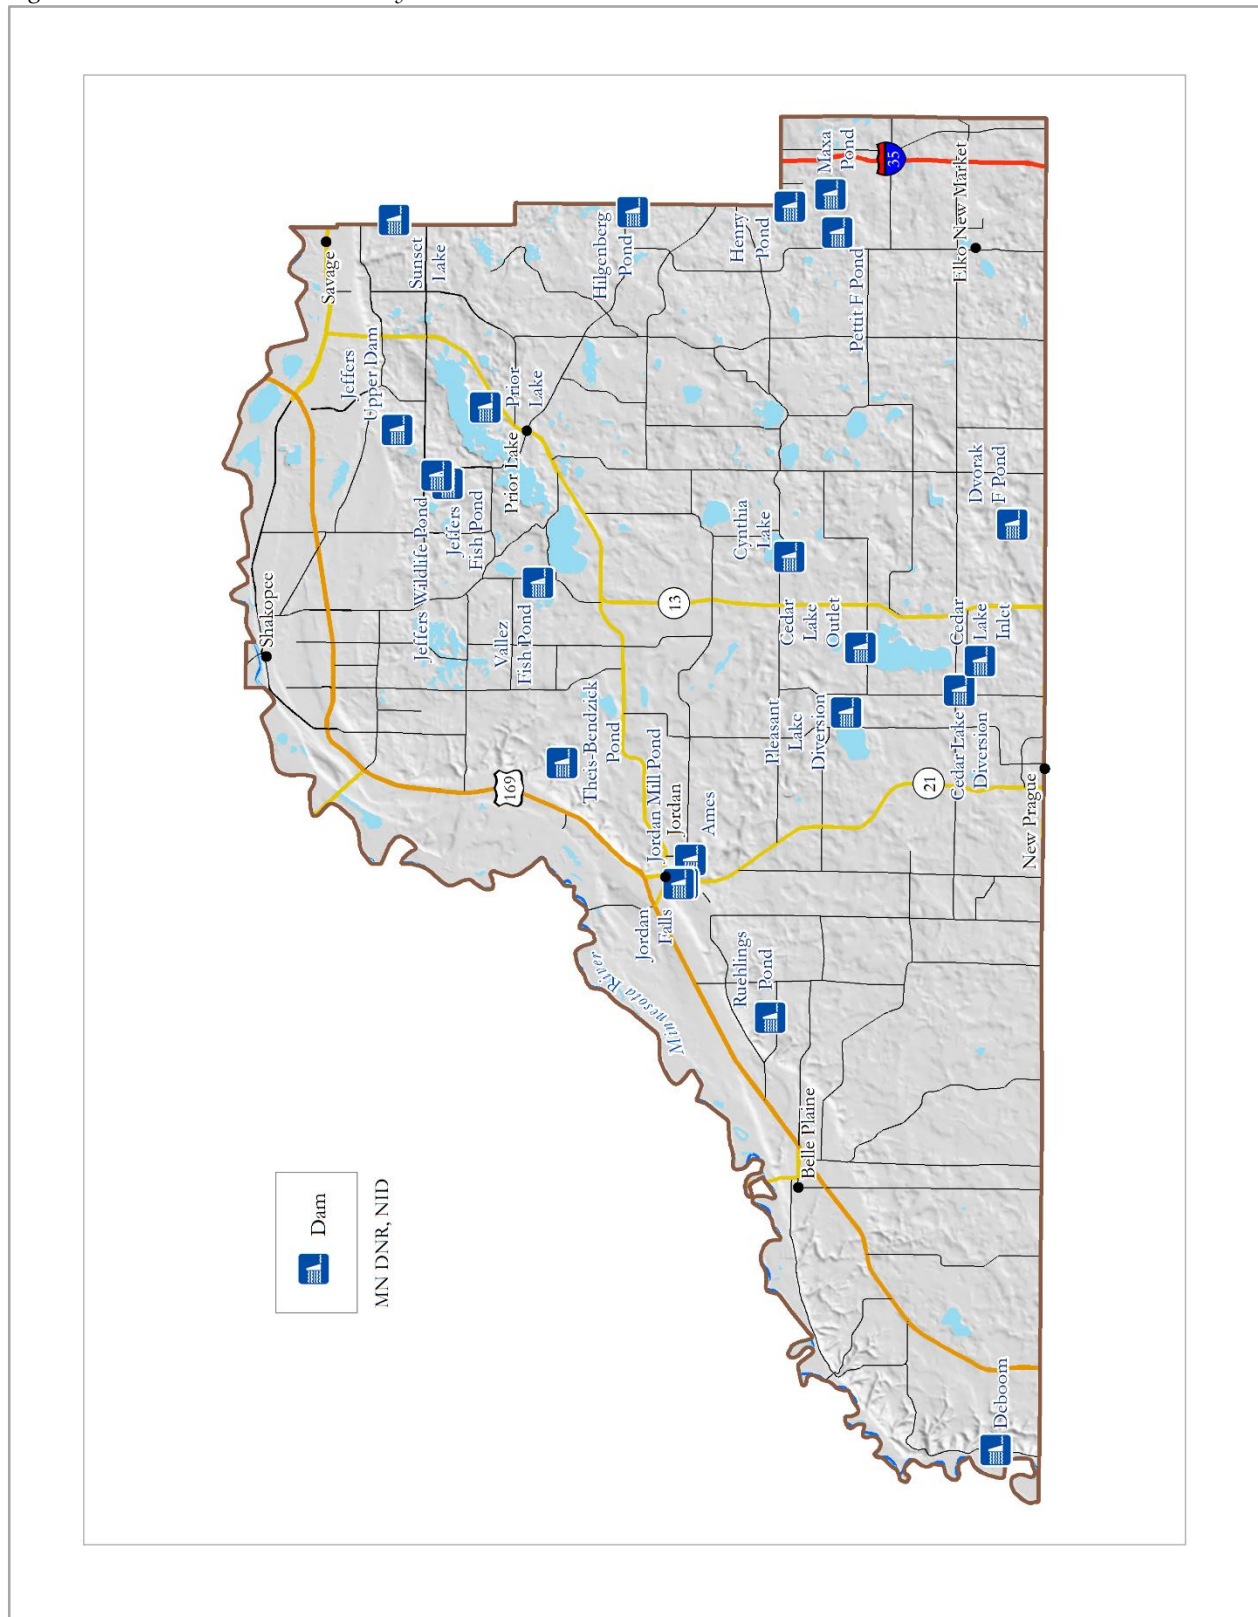 Savage
Sunset
Lake
Jeffers
Upper Dam
Prior
Lake
Prior Lake
Jeffers Wildlife Pond
Jeffers
Fish Pond
Shakopee
Vallez
Fish Pond
Hilgenberg
Pond
Henry
Pond
Maxa
Pond
35
Pettit F Pond
Elko New Market
Dvorak
F Pond
Cynthia
Lake
13
Cedar
Lake
Outlet
Cedar
Lake
Inlet
Pleasant
Lake
Diversion
Cedar Lake
Diversion
21
New Prague
Theis-Bendzick
Pond
169
Jordan Mill Pond
Jordan
Ames
Jordan
Falls
Minnesota River
Ruehlings
Pond
Belle Plaine
Deboom
Dam
MN DNR, NID